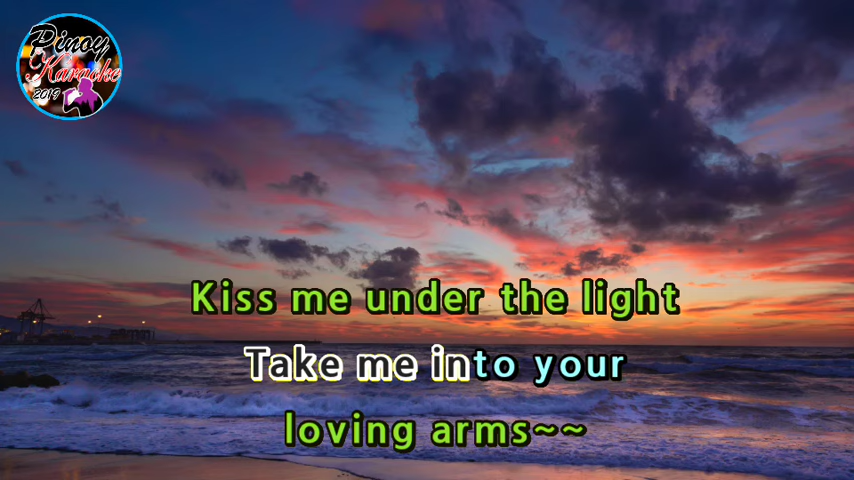 Pinoy
Karaoke
2019
Kiss me under the light
Take me into your
loving arms~~